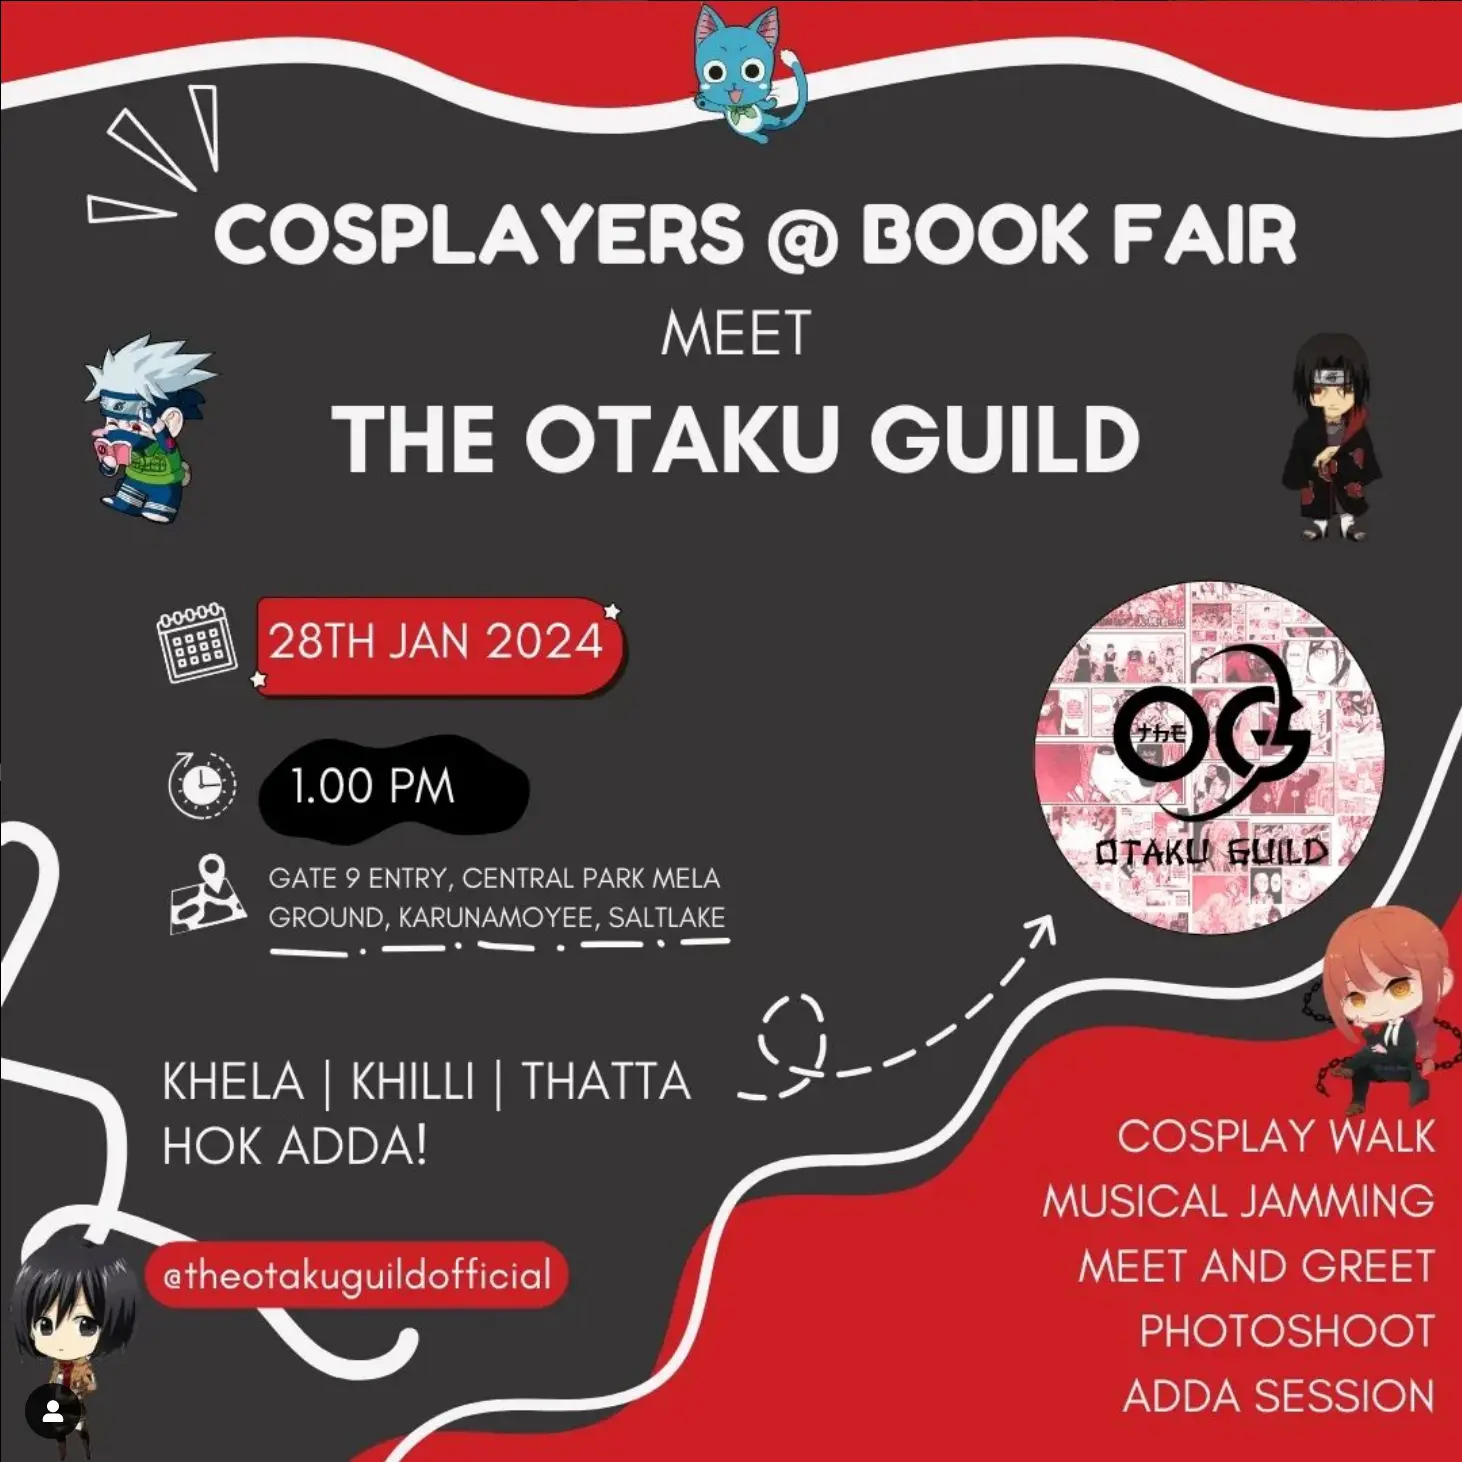 COSPLAYERS @ BOOK FAIR
MEET
THE OTAKU GUILD
28TH JAN 2024
1.00 PM
GATE 9 ENTRY, CENTRAL PARK MELA
GROUND, KARUNAMOYEE, SALTLAKE
the OG
OTAKU GUILD
KHELA | KHILLI | THATTA
HOK ADDA!
@theotakuguildofficial
COSPLAY WALK
MUSICAL JAMMING
MEET AND GREET
PHOTOSHOOT
ADDA SESSION